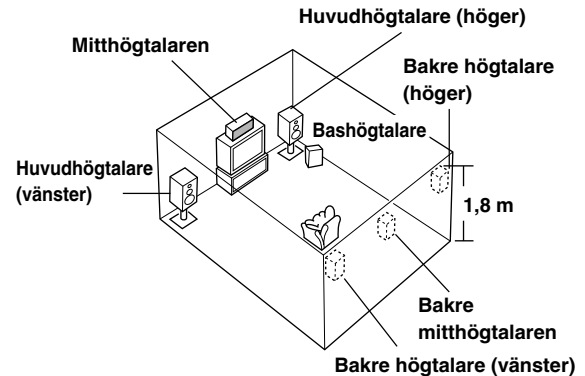 Huvudhögtalare (höger)
Mitthögtalaren
Bakre högtalare
(höger)
Bashögtalare
Huvudhögtalare
(vänster)
1,8 m
Bakre
mitthögtalaren
Bakre högtalare (vänster)